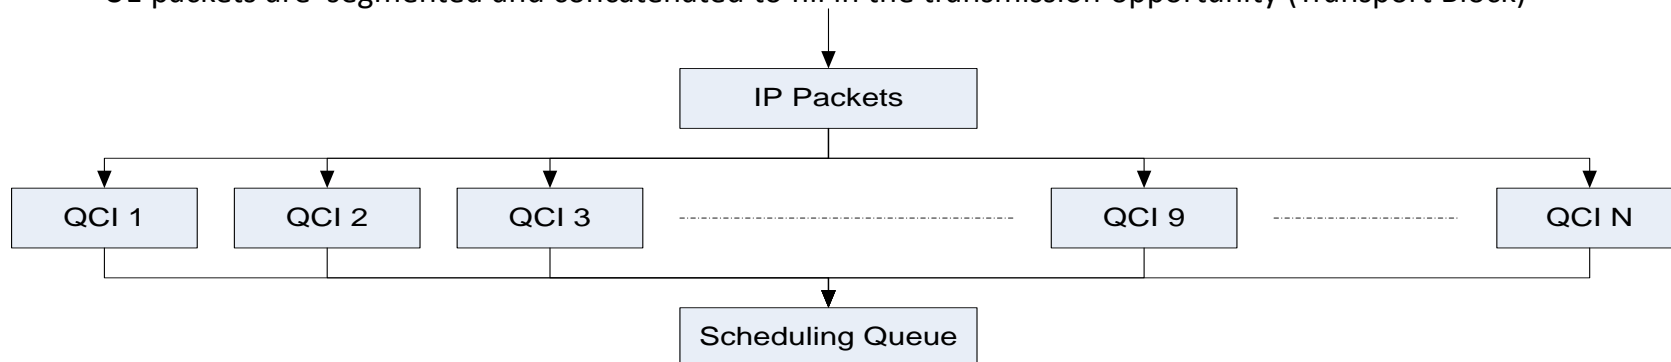 packets are segmented and concatenated to fill in the transmission opportunity (Transport Block)
IP Packets
QCI 1 QCI 2 QCI 3 QCI 9 QCI N
Scheduling Queue